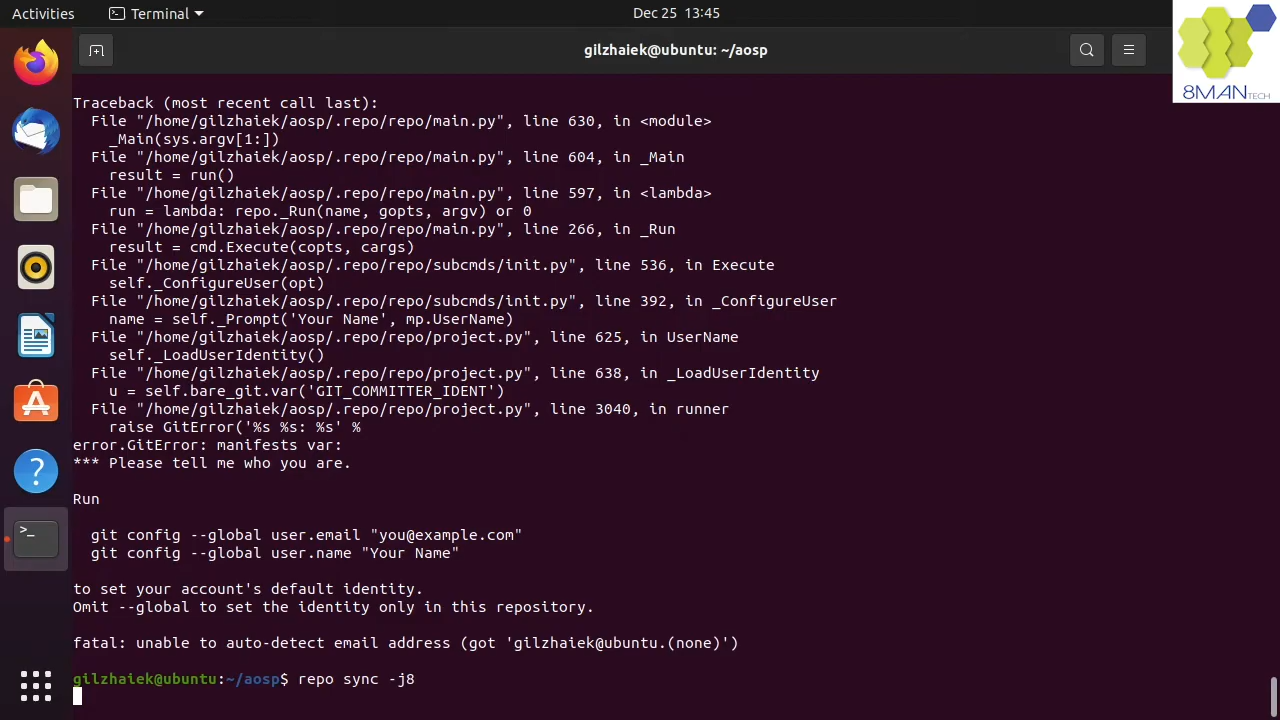 Activities
Terminal
Dec 25 13:45
gilzhaiek@ubuntu: ~/aosp
8MANTECH
Traceback (most recent call last):
  File "/home/gilzhaiek/aosp/.repo/repo/main.py", line 630, in <module>
    _Main(sys.argv[1:])
  File "/home/gilzhaiek/aosp/.repo/repo/main.py", line 604, in _Main
    result = run()
  File "/home/gilzhaiek/aosp/.repo/repo/main.py", line 597, in <lambda>
    run = lambda: repo._Run(name, gopts, argv) or 0
  File "/home/gilzhaiek/aosp/.repo/repo/main.py", line 266, in _Run
    result = cmd.Execute(copts, cargs)
  File "/home/gilzhaiek/aosp/.repo/repo/subcmds/init.py", line 536, in Execute
    self._ConfigureUser(opt)
  File "/home/gilzhaiek/aosp/.repo/repo/subcmds/init.py", line 392, in _ConfigureUser
    name = self._Prompt('Your Name', mp.UserName)
  File "/home/gilzhaiek/aosp/.repo/repo/project.py", line 625, in UserName
    self._LoadUserIdentity()
  File "/home/gilzhaiek/aosp/.repo/repo/project.py", line 638, in _LoadUserIdentity
    u = self.bare_git.var('GIT_COMMITTER_IDENT')
  File "/home/gilzhaiek/aosp/.repo/repo/project.py", line 3040, in runner
    raise GitError('%s %s: %s' %
error.GitError: manifests var:
*** Please tell me who you are.
Run
  git config --global user.email "you@example.com"
  git config --global user.name "Your Name"
to set your account's default identity.
Omit --global to set the identity only in this repository.
fatal: unable to auto-detect email address (got 'gilzhaiek@ubuntu.(none)')
gilzhaiek@ubuntu:~/aosp$ repo sync -j8